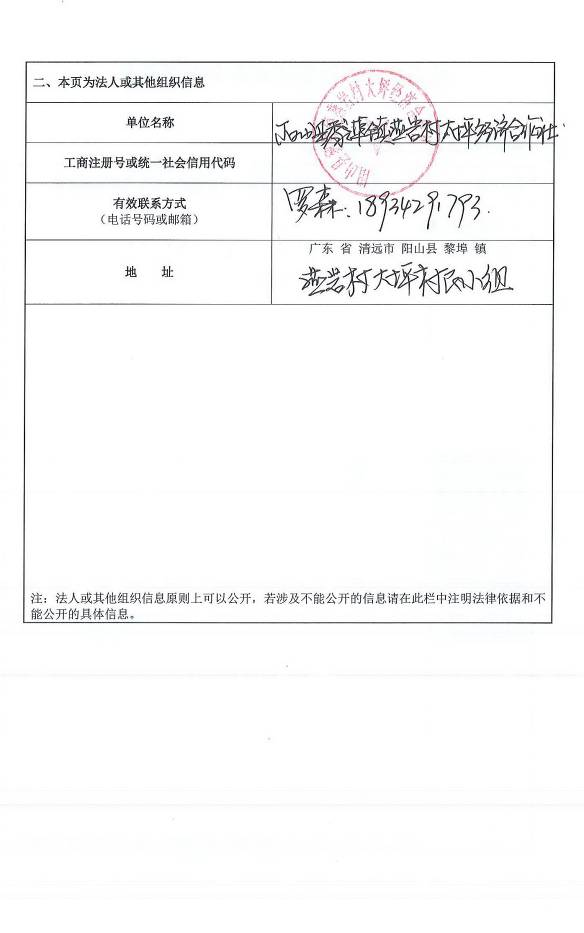 二、本页为法人或其他组织信息
单位名称
阳山县黎埠镇燕岩村大坪经济合作社
工商注册号或统一社会信用代码
有效联系方式
（电话号码或邮箱）
罗森：18934291793.
地 址
广东 省 清远市 阳山县 黎埠 镇
燕岩村大坪村民小组
注：法人或其他组织信息原则上可以公开，若涉及不能公开的信息请在此栏中注明法律依据和不
能公开的具体信息。